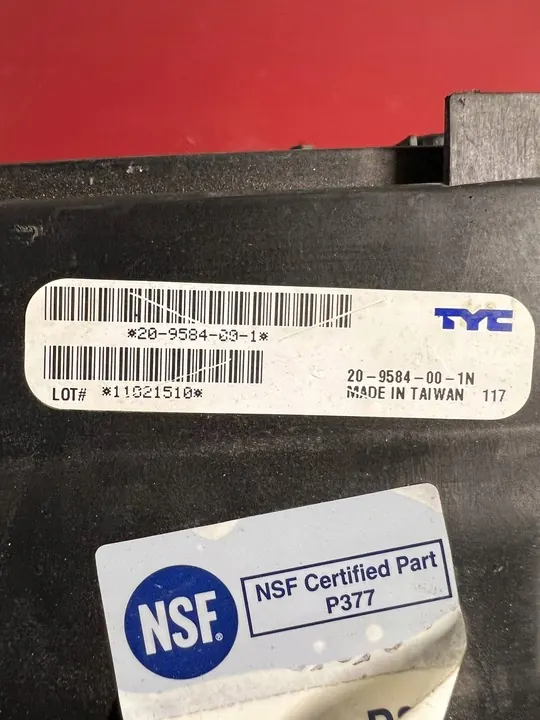 *20-9584-00-1*
TYC
LOT# *11821510*
20-9584-00-1N
MADE IN TAIWAN 117
NSF Certified Part
P377
NSF®